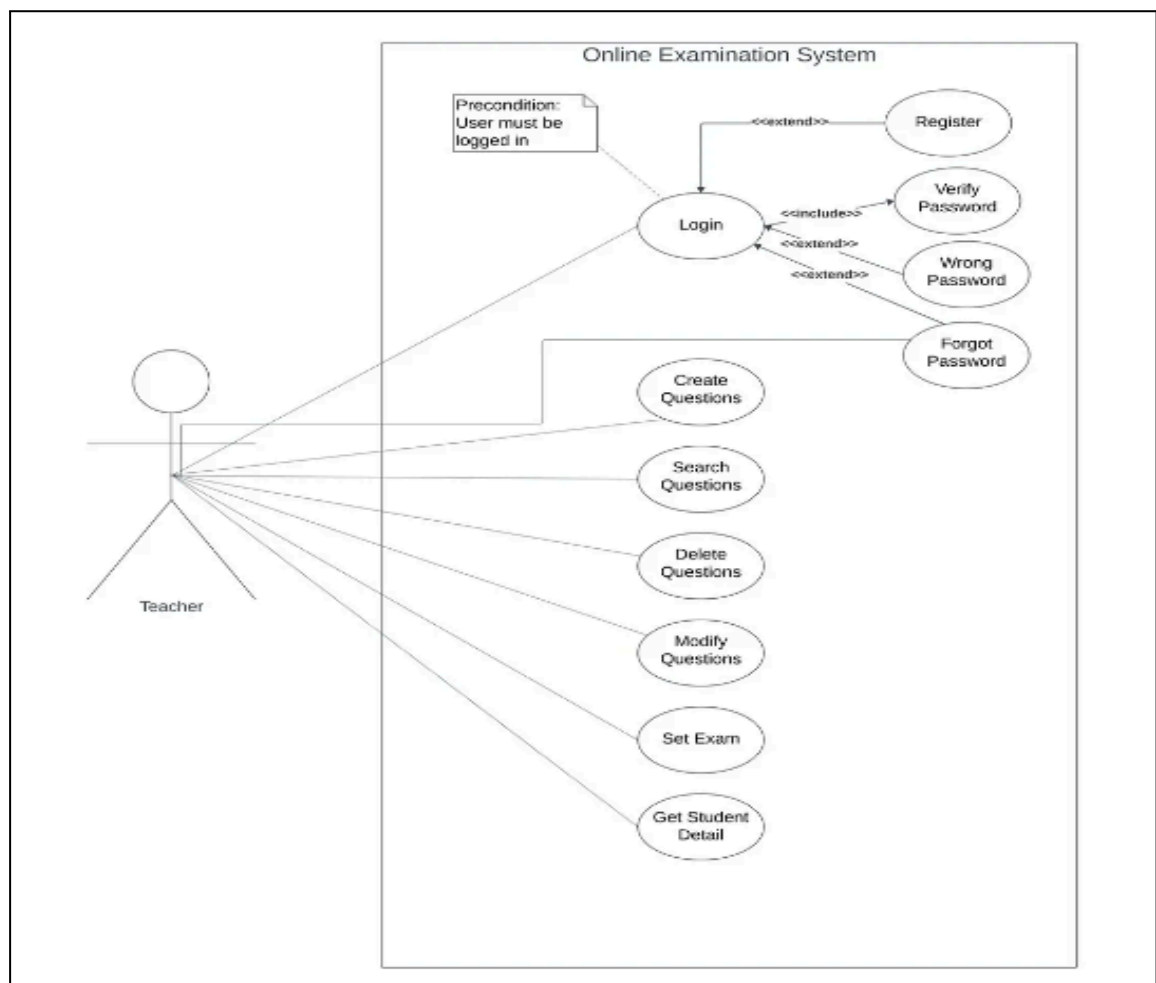 Online Examination System
Precondition:
User must be
logged in
<<extend>>
Register
Verify
Password
<<include>>
Login
<<extend>>
Wrong
Password
<<extend>>
Forgot
Password
Create
Questions
Search
Questions
Delete
Questions
Teacher
Modify
Questions
Set Exam
Get Student
Detail